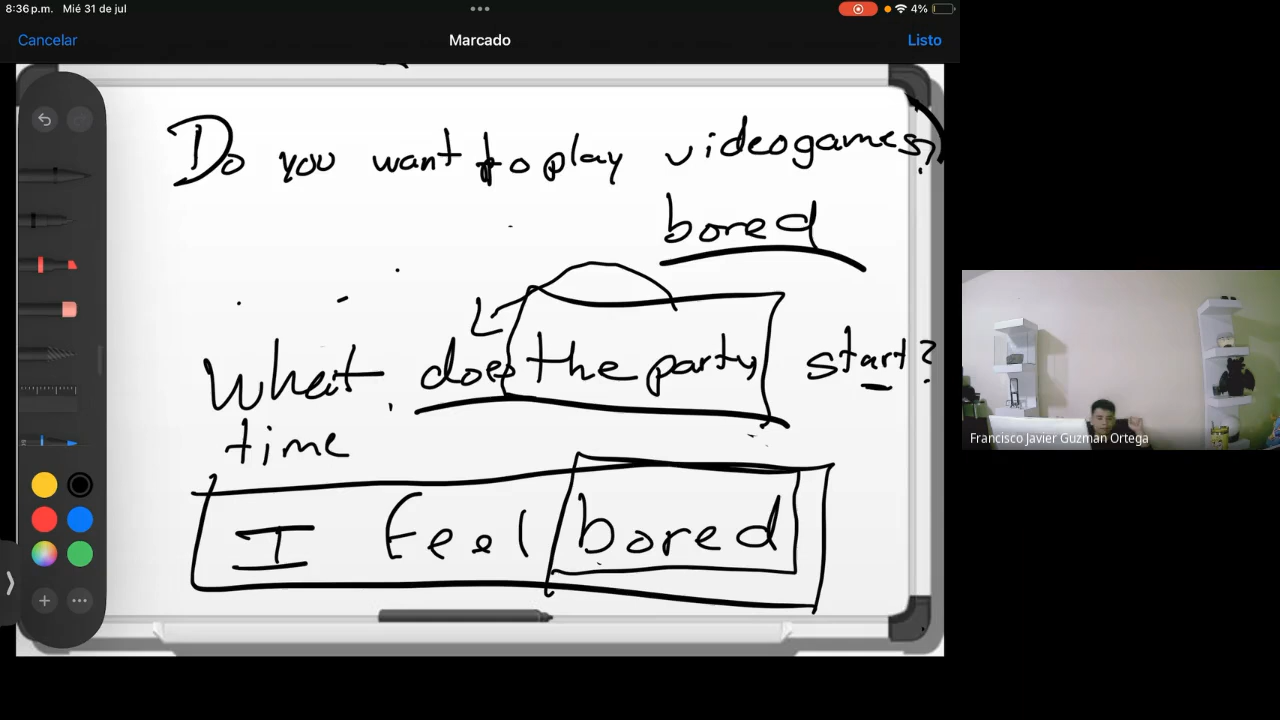 8:36 p.m. Mié 31 de jul
4%
Cancelar
Marcado
Listo
Do you want to play videogames?
bored
What does the party start?
time
I feel bored
Francisco Javier Guzman Ortega